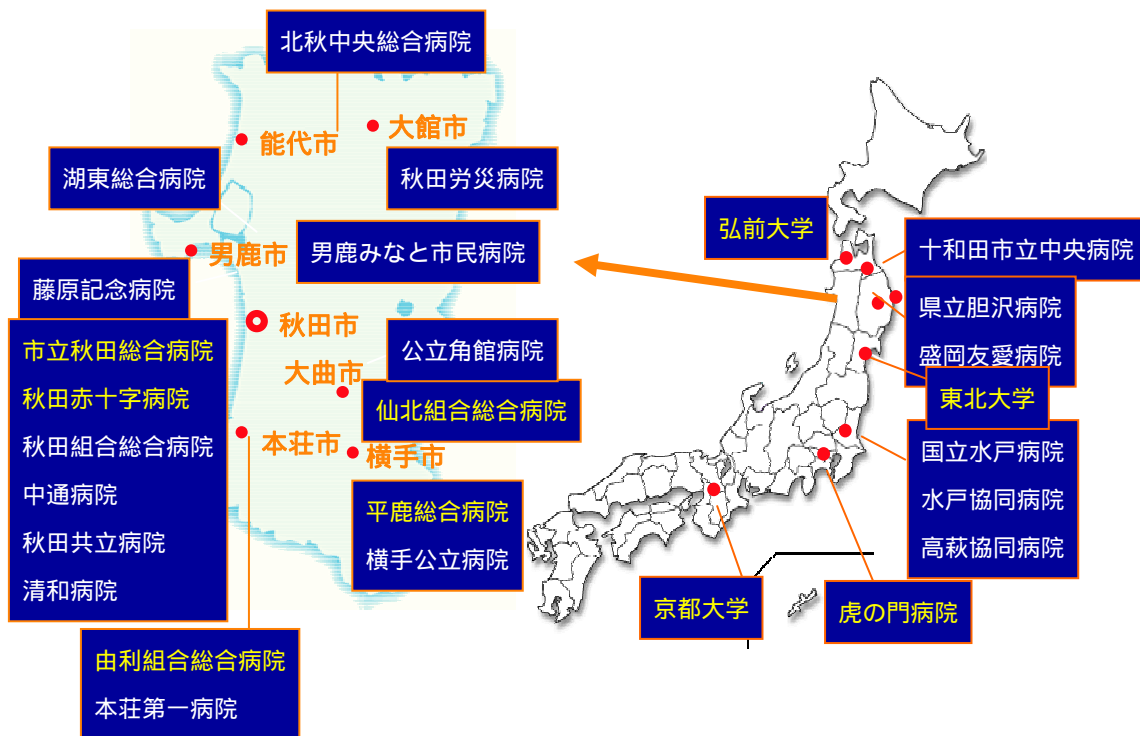 北秋中央総合病院
能代市
大館市
湖東総合病院
秋田労災病院
男鹿市
男鹿みなと市民病院
藤原記念病院
秋田市
市立秋田総合病院
秋田赤十字病院
秋田組合総合病院
中通病院
秋田共立病院
清和病院
大曲市
公立角館病院
仙北組合総合病院
本荘市
横手市
平鹿総合病院
横手公立病院
由利組合総合病院
本荘第一病院
弘前大学
十和田市立中央病院
県立胆沢病院
盛岡友愛病院
東北大学
国立水戸病院
水戸協同病院
高萩協同病院
京都大学
虎の門病院